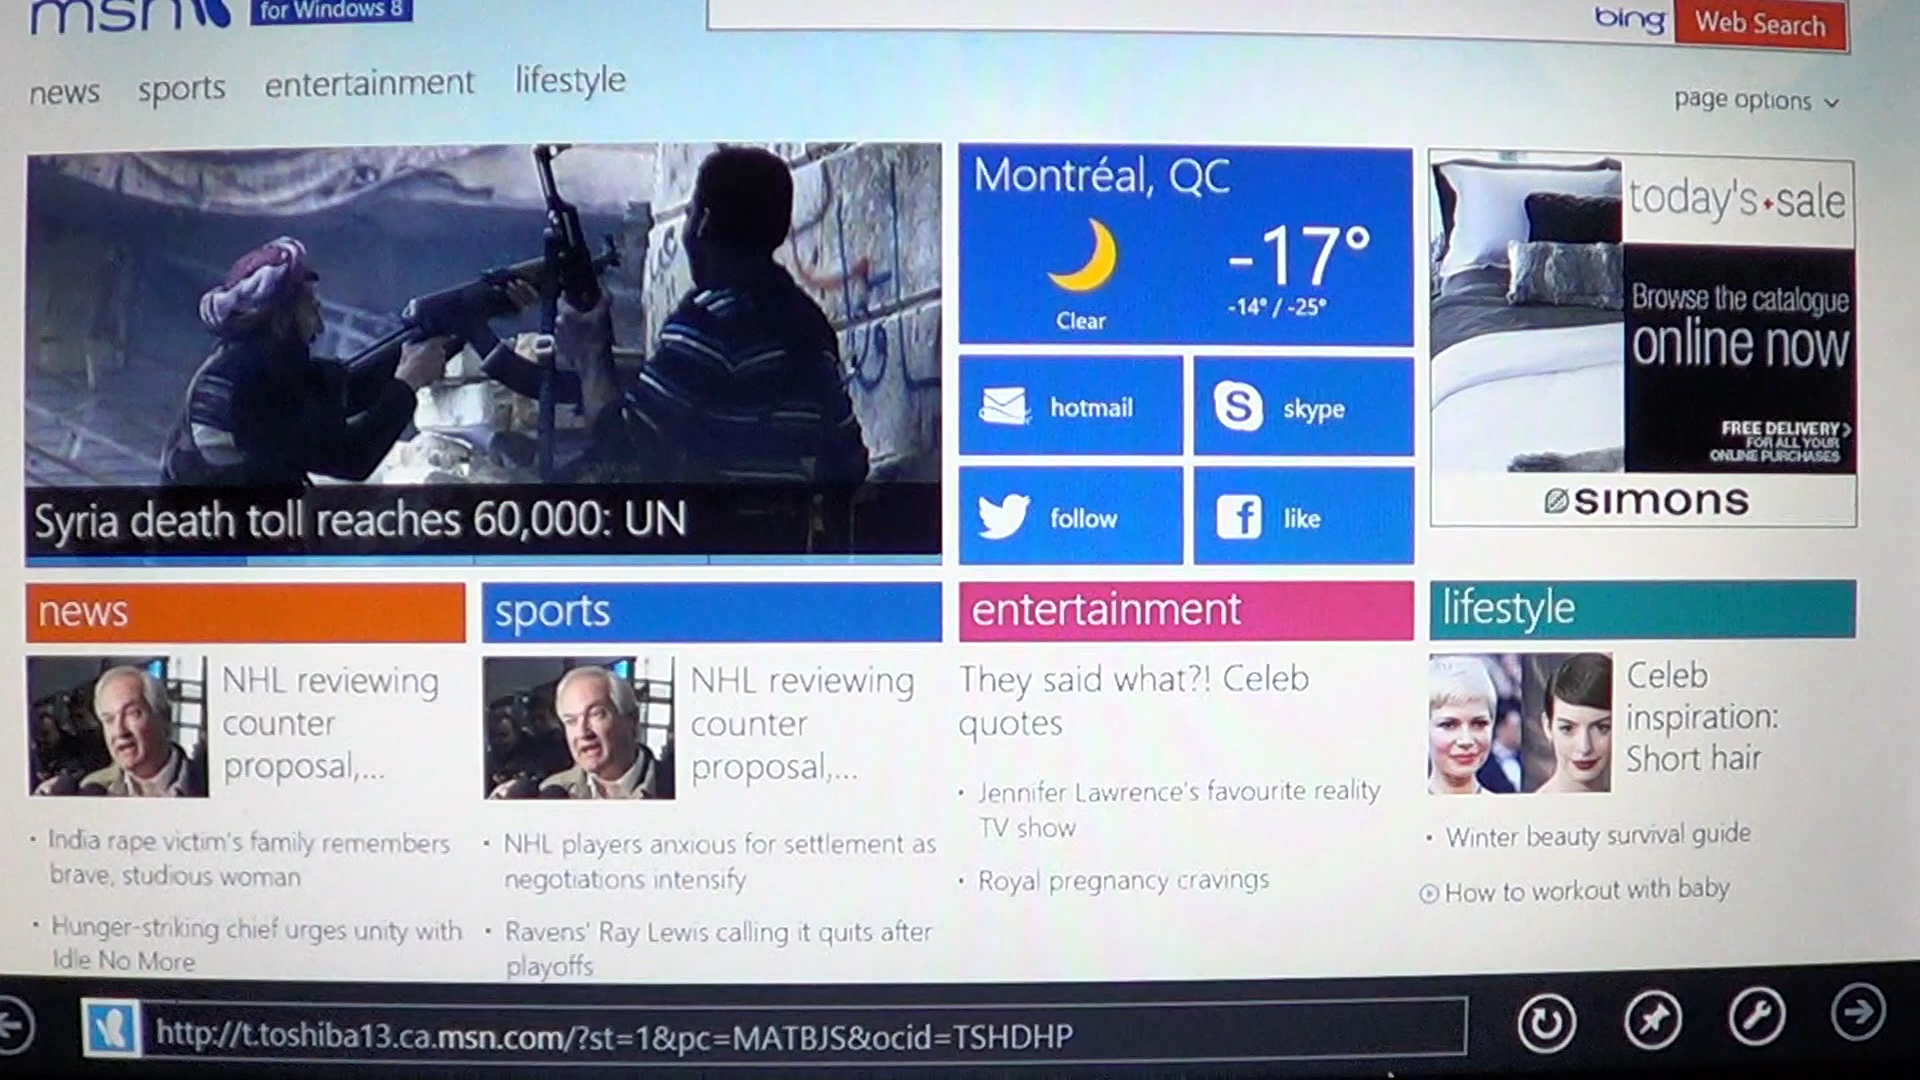 msn for Windows 8
bing Web Search
news sports entertainment lifestyle
page options
Syria death toll reaches 60,000: UN
Montréal, QC
-17°
-14° / -25°
Clear
hotmail
skype
follow
like
today's sale
Browse the catalogue
online now
FREE DELIVERY >
FOR ALL YOUR
ONLINE PURCHASES
simons
news
NHL reviewing
counter
proposal,...
• India rape victim's family remembers
brave, studious woman
• Hunger-striking chief urges unity with
Idle No More
sports
NHL reviewing
counter
proposal,...
• NHL players anxious for settlement as
negotiations intensify
• Ravens' Ray Lewis calling it quits after
playoffs
entertainment
They said what?! Celeb
quotes
• Jennifer Lawrence's favourite reality
TV show
• Royal pregnancy cravings
lifestyle
Celeb
inspiration:
Short hair
• Winter beauty survival guide
How to workout with baby
http://t.toshiba13.ca.msn.com/?st=1&pc=MATBJS&ocid=TSHDHP